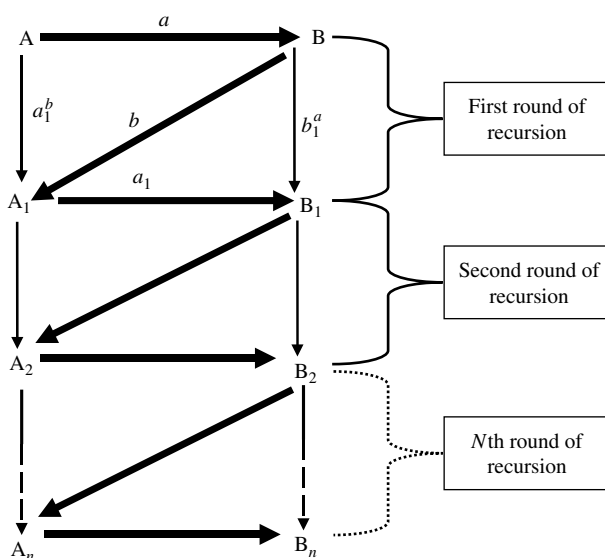 a
A B
a₁ᵇ b b₁ᵃ
First round of
recursion
a₁
A₁ B₁
Second round of
recursion
A₂ B₂
Nth round of
recursion
Aₙ Bₙ